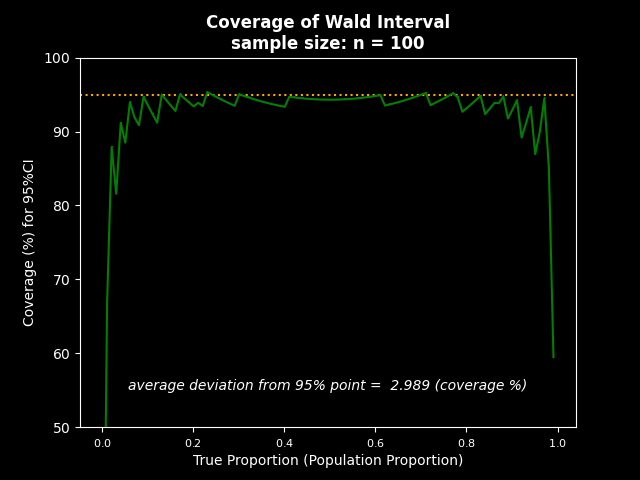 Coverage of Wald Interval
sample size: n = 100
100
90
80
70
60
50
Coverage (%) for 95%CI
average deviation from 95% point =  2.989 (coverage %)
0.0 0.2 0.4 0.6 0.8 1.0
True Proportion (Population Proportion)